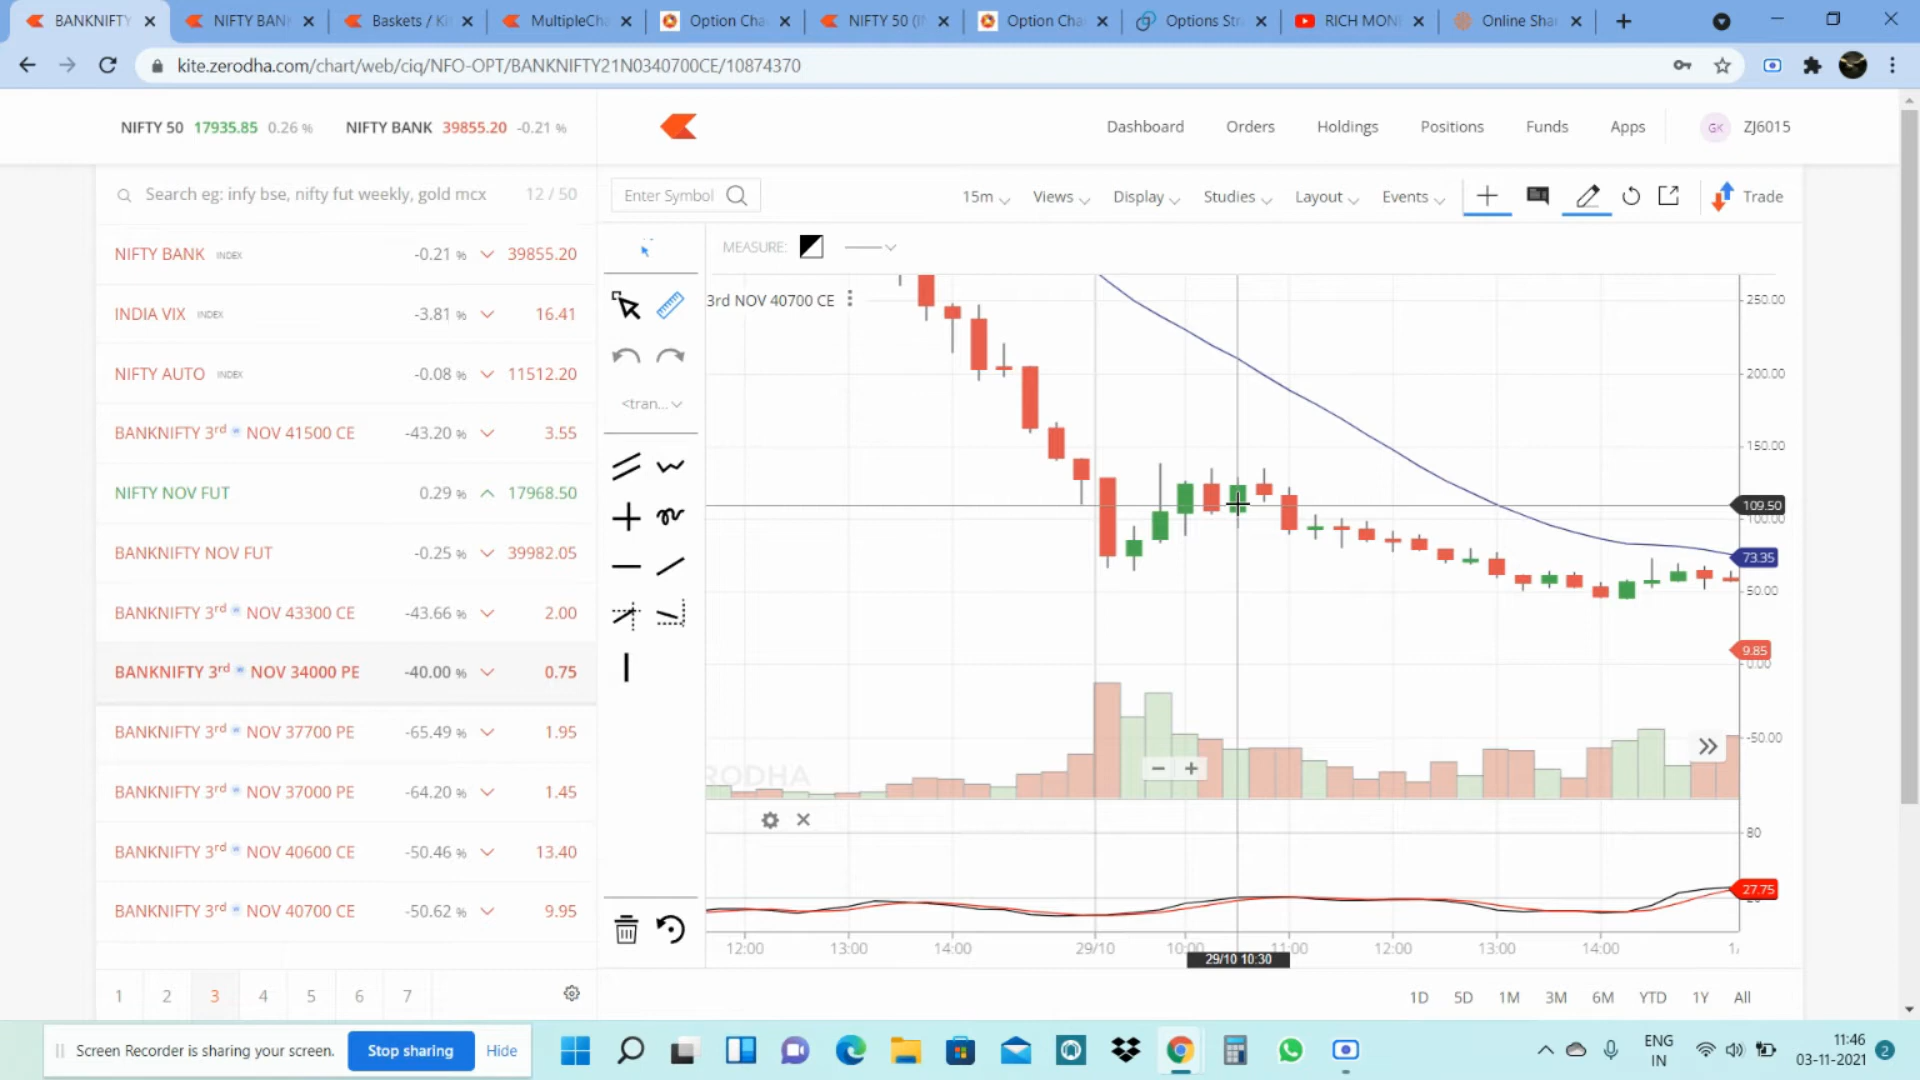 BANKNIFTY
NIFTY BAN
Baskets / Ki
MultipleCha
Option Cha
NIFTY 50 (I
Option Cha
Options Str
RICH MON
Online Shar
kite.zerodha.com/chart/web/ciq/NFO-OPT/BANKNIFTY21N0340700CE/10874370
NIFTY 50 17935.85 0.26 % NIFTY BANK 39855.20 -0.21 %
Dashboard Orders Holdings Positions Funds Apps GK ZJ6015
Search eg: infy bse, nifty fut weekly, gold mcx 12 / 50
Enter Symbol 15m Views Display Studies Layout Events Trade
NIFTY BANK INDEX -0.21 % 39855.20
INDIA VIX INDEX -3.81 % 16.41
NIFTY AUTO INDEX -0.08 % 11512.20
BANKNIFTY 3rd w NOV 41500 CE -43.20 % 3.55
NIFTY NOV FUT 0.29 % 17968.50
BANKNIFTY NOV FUT -0.25 % 39982.05
BANKNIFTY 3rd w NOV 43300 CE -43.66 % 2.00
BANKNIFTY 3rd w NOV 34000 PE -40.00 % 0.75
BANKNIFTY 3rd w NOV 37700 PE -65.49 % 1.95
BANKNIFTY 3rd w NOV 37000 PE -64.20 % 1.45
BANKNIFTY 3rd w NOV 40600 CE -50.46 % 13.40
BANKNIFTY 3rd w NOV 40700 CE -50.62 % 9.95
1 2 3 4 5 6 7
MEASURE:
<tran...
3rd NOV 40700 CE
250.00
200.00
150.00
109.50
100.00
73.35
50.00
9.85
0.00
-50.00
RODHA
80
27.75
12:00 13:00 14:00 29/10 10:00 11:00 12:00 13:00 14:00
29/10 10:30
1D 5D 1M 3M 6M YTD 1Y All
Screen Recorder is sharing your screen. Stop sharing Hide
ENG
IN
11:46
03-11-2021
2